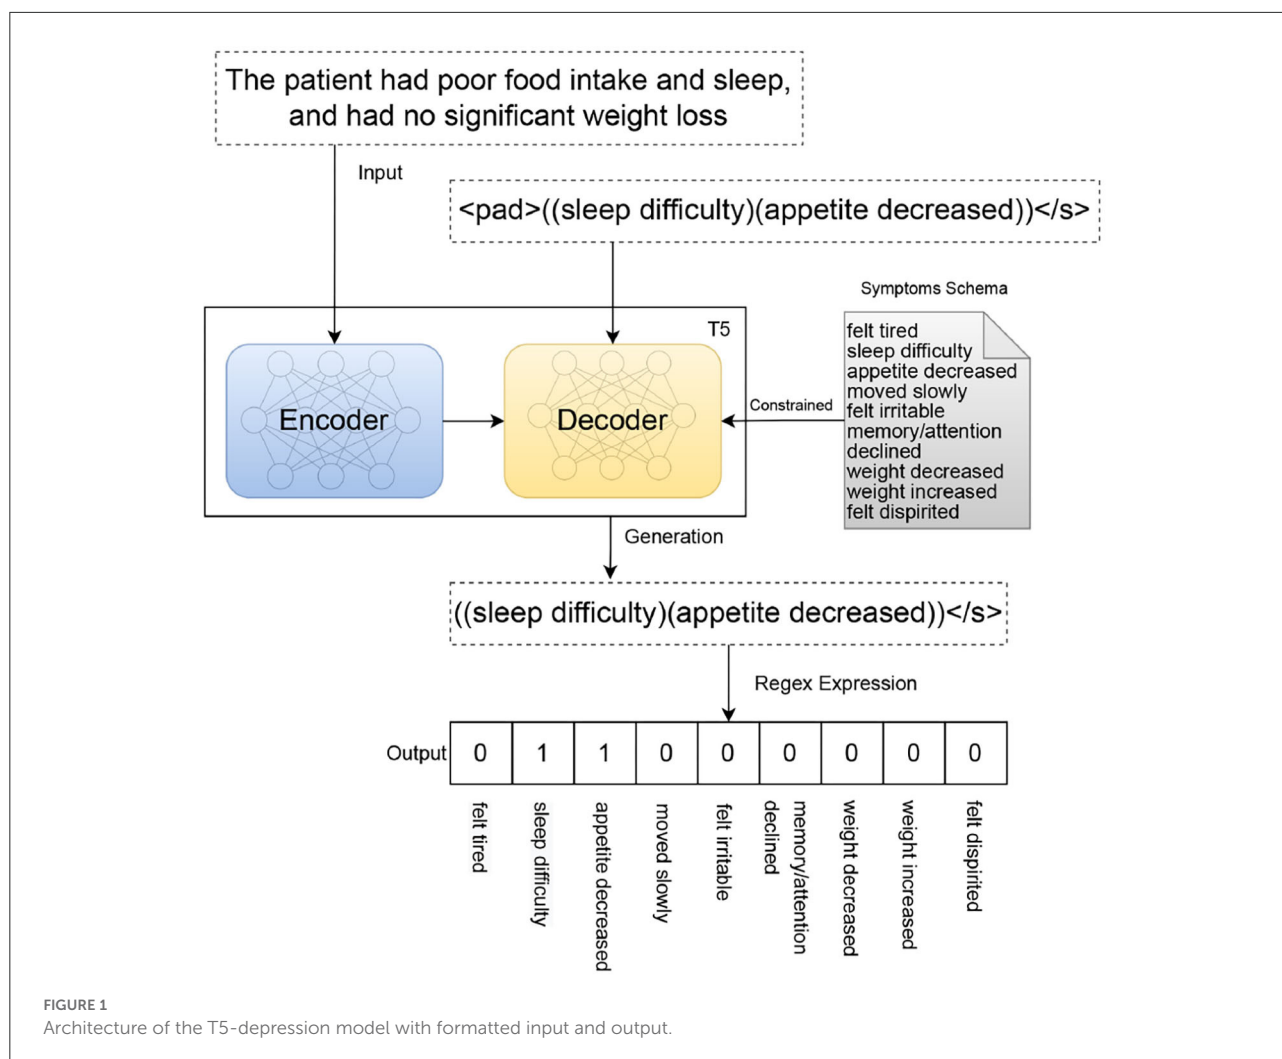 The patient had poor food intake and sleep,
and had no significant weight loss
Input
<pad>((sleep difficulty)(appetite decreased))</s>
Symptoms Schema
T5
felt tired
sleep difficulty
appetite decreased
moved slowly
felt irritable
memory/attention
declined
weight decreased
weight increased
felt dispirited
Encoder
Decoder
Constrained
Generation
((sleep difficulty)(appetite decreased))</s>
Regex Expression
Output 0 1 1 0 0 0 0 0 0
felt tired
sleep difficulty
appetite decreased
moved slowly
felt irritable
memory/attention
declined
weight decreased
weight increased
felt dispirited
FIGURE 1
Architecture of the T5-depression model with formatted input and output.